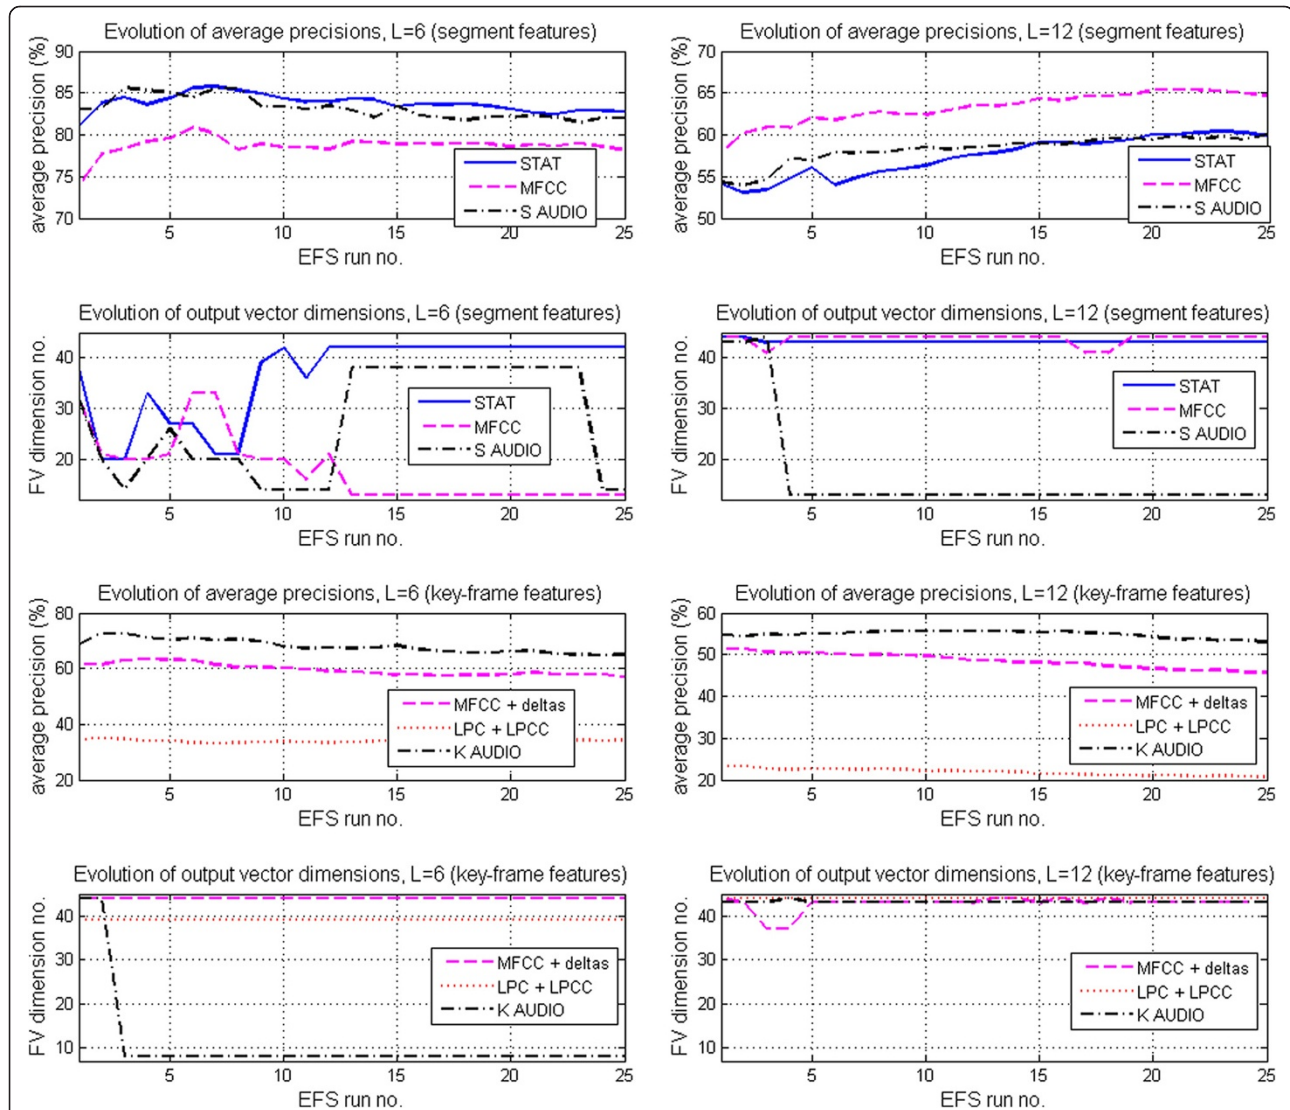 Evolution of average precisions, L=6 (segment features)
average precision (%)
90
85
80
75
70
STAT
MFCC
S AUDIO
5
10
15
20
25
EFS run no.
Evolution of average precisions, L=12 (segment features)
average precision (%)
70
65
60
55
50
STAT
MFCC
S AUDIO
5
10
15
20
25
EFS run no.
Evolution of output vector dimensions, L=6 (segment features)
FV dimension no.
40
30
20
STAT
MFCC
S AUDIO
5
10
15
20
25
EFS run no.
Evolution of output vector dimensions, L=12 (segment features)
FV dimension no.
40
30
20
STAT
MFCC
S AUDIO
5
10
15
20
25
EFS run no.
Evolution of average precisions, L=6 (key-frame features)
average precision (%)
80
60
40
20
MFCC + deltas
LPC + LPCC
K AUDIO
5
10
15
20
25
EFS run no.
Evolution of average precisions, L=12 (key-frame features)
average precision (%)
60
50
40
30
20
MFCC + deltas
LPC + LPCC
K AUDIO
5
10
15
20
25
EFS run no.
Evolution of output vector dimensions, L=6 (key-frame features)
FV dimension no.
40
30
20
10
MFCC + deltas
LPC + LPCC
K AUDIO
5
10
15
20
25
EFS run no.
Evolution of output vector dimensions, L=12 (key-frame features)
FV dimension no.
40
30
20
10
MFCC + deltas
LPC + LPCC
K AUDIO
5
10
15
20
25
EFS run no.